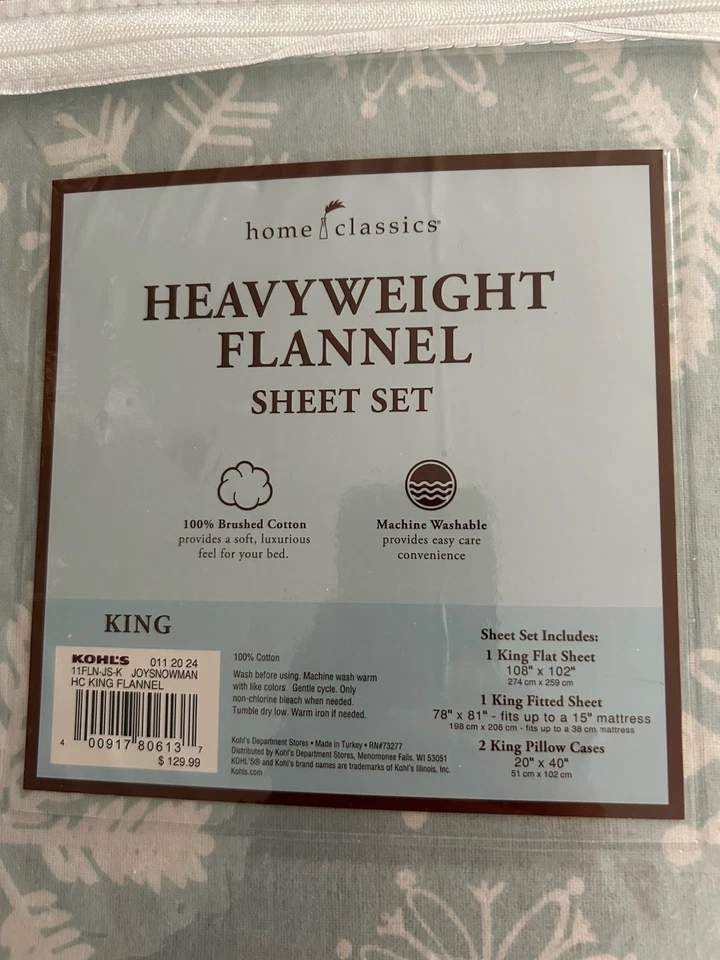 home classics®
HEAVYWEIGHT
FLANNEL
SHEET SET
100% Brushed Cotton
provides a soft, luxurious
feel for your bed.
Machine Washable
provides easy care
convenience
KING
KOHL'S 011 20 24
11FLN-JS-K JOYSNOWMAN
HC KING FLANNEL
4 00917 80613 7
$ 129.99
100% Cotton
Wash before using. Machine wash warm
with like colors. Gentle cycle. Only
non-chlorine bleach when needed.
Tumble dry low. Warm iron if needed.
Kohl's Department Stores • Made in Turkey • RN#73277
Distributed by Kohl's Department Stores, Menomonee Falls, WI 53051
KOHL'S® and Kohl's brand names are trademarks of Kohl's Illinois, Inc.
Kohls.com
Sheet Set Includes:
1 King Flat Sheet
108" x 102"
274 cm x 259 cm
1 King Fitted Sheet
78" x 81" - fits up to a 15" mattress
198 cm x 206 cm - fits up to a 38 cm mattress
2 King Pillow Cases
20" x 40"
51 cm x 102 cm